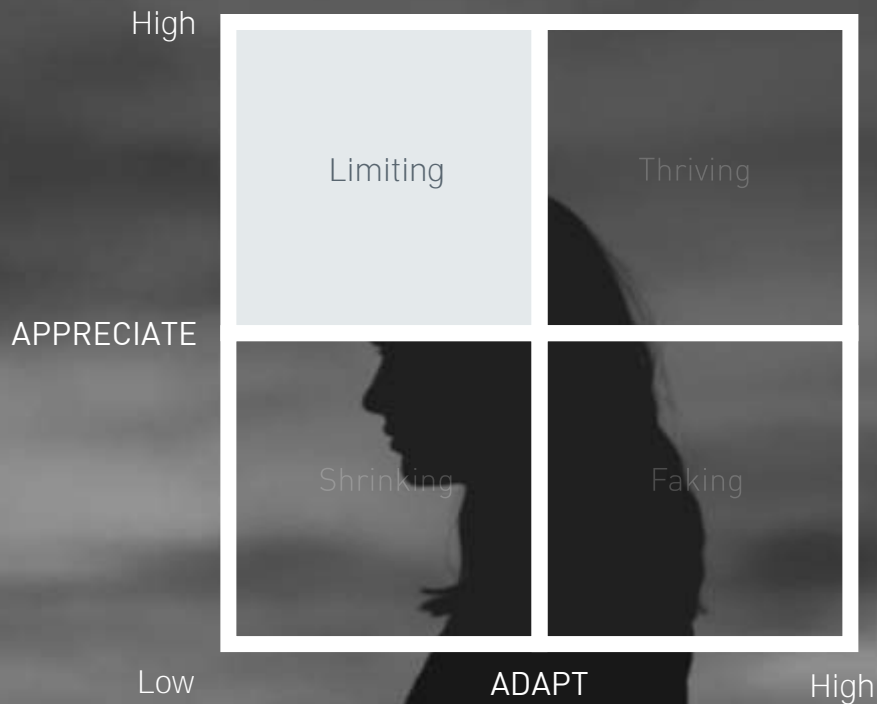 High
Limiting
Thriving
APPRECIATE
Shrinking
Faking
Low
ADAPT
High